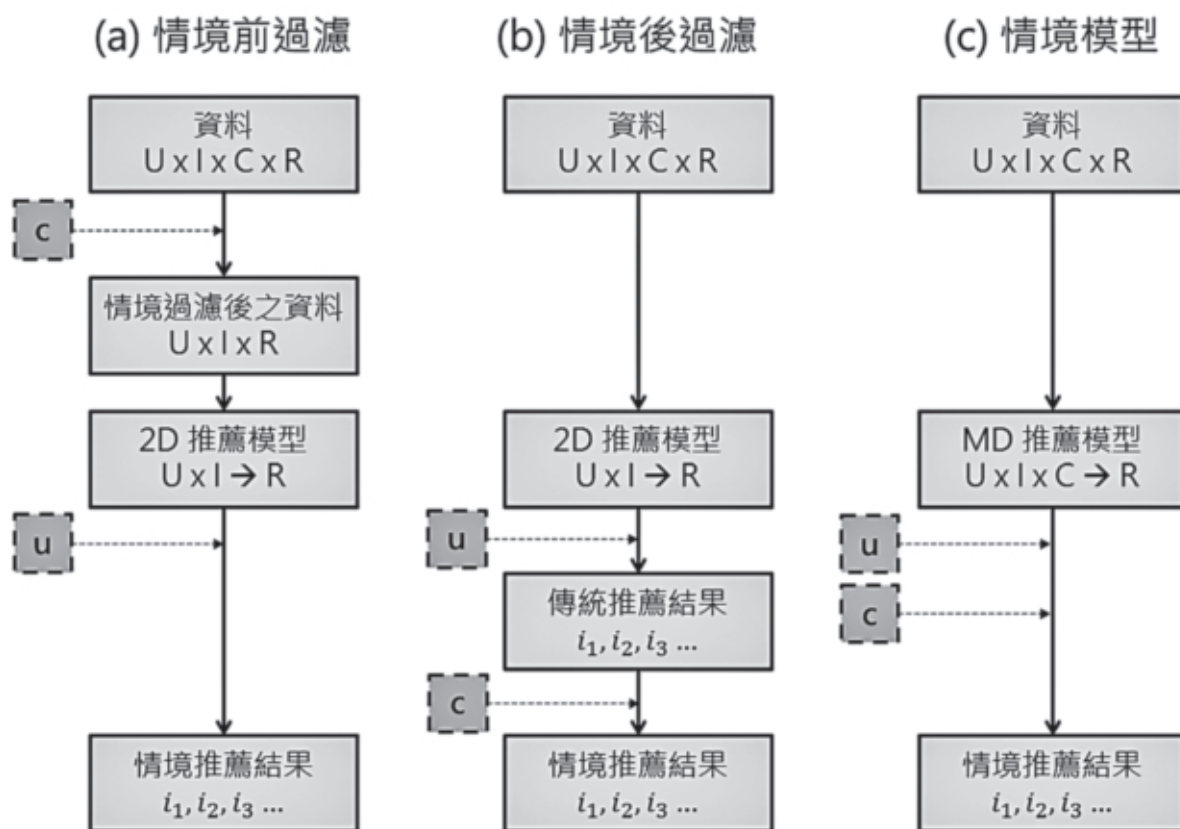 (a) 情境前過濾
資料
U x I x C x R
c
情境過濾後之資料
U x I x R
2D 推薦模型
U x I → R
u
情境推薦結果
i₁, i₂, i₃ ...
(b) 情境後過濾
資料
U x I x C x R
2D 推薦模型
U x I → R
u
傳統推薦結果
i₁, i₂, i₃ ...
c
情境推薦結果
i₁, i₂, i₃ ...
(c) 情境模型
資料
U x I x C x R
MD 推薦模型
U x I x C → R
u
c
情境推薦結果
i₁, i₂, i₃ ...